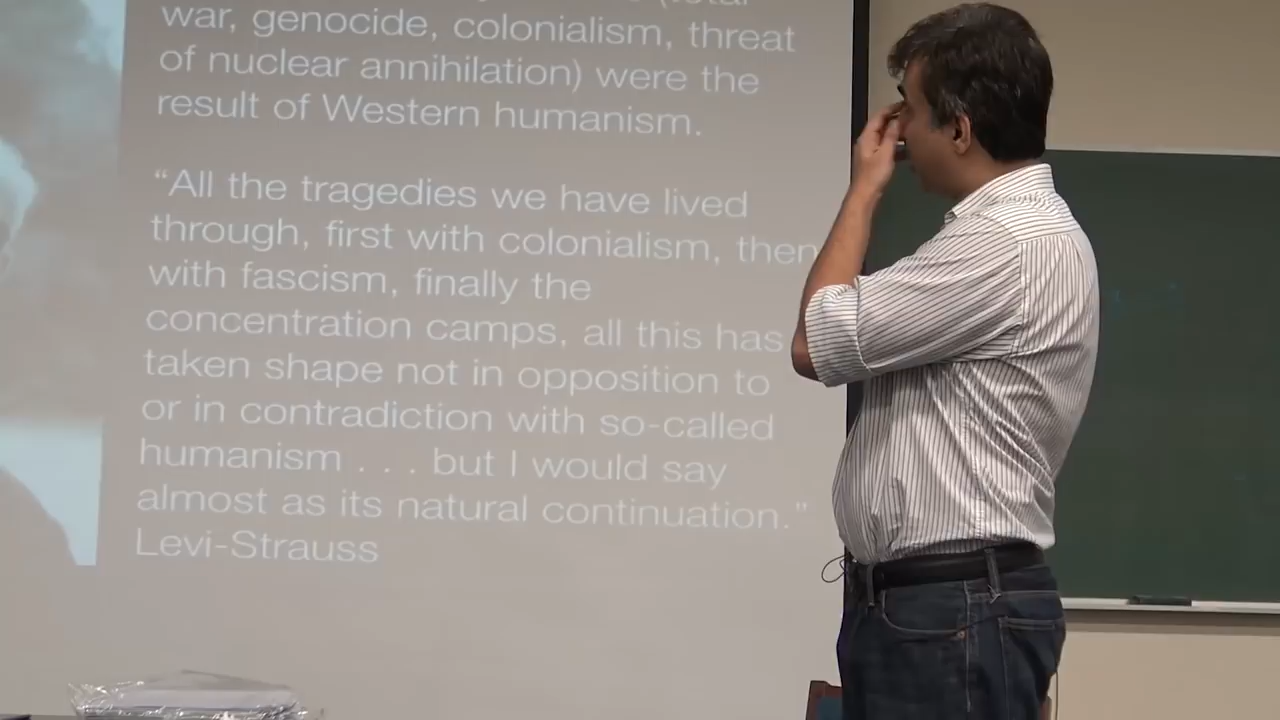 (total
war, genocide, colonialism, threat
of nuclear annihilation) were the
result of Western humanism.
“All the tragedies we have lived
through, first with colonialism, then
with fascism, finally the
concentration camps, all this has
taken shape not in opposition to
or in contradiction with so-called
humanism . . . but I would say
almost as its natural continuation.”
Levi-Strauss